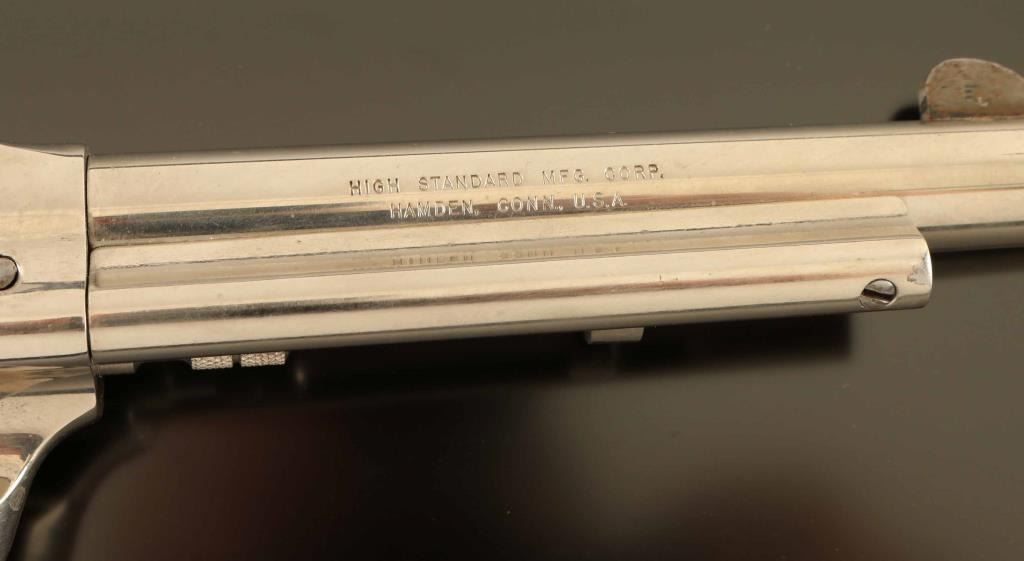 HIGH STANDARD MFG. CORP.
HAMDEN, CONN., U.S.A.